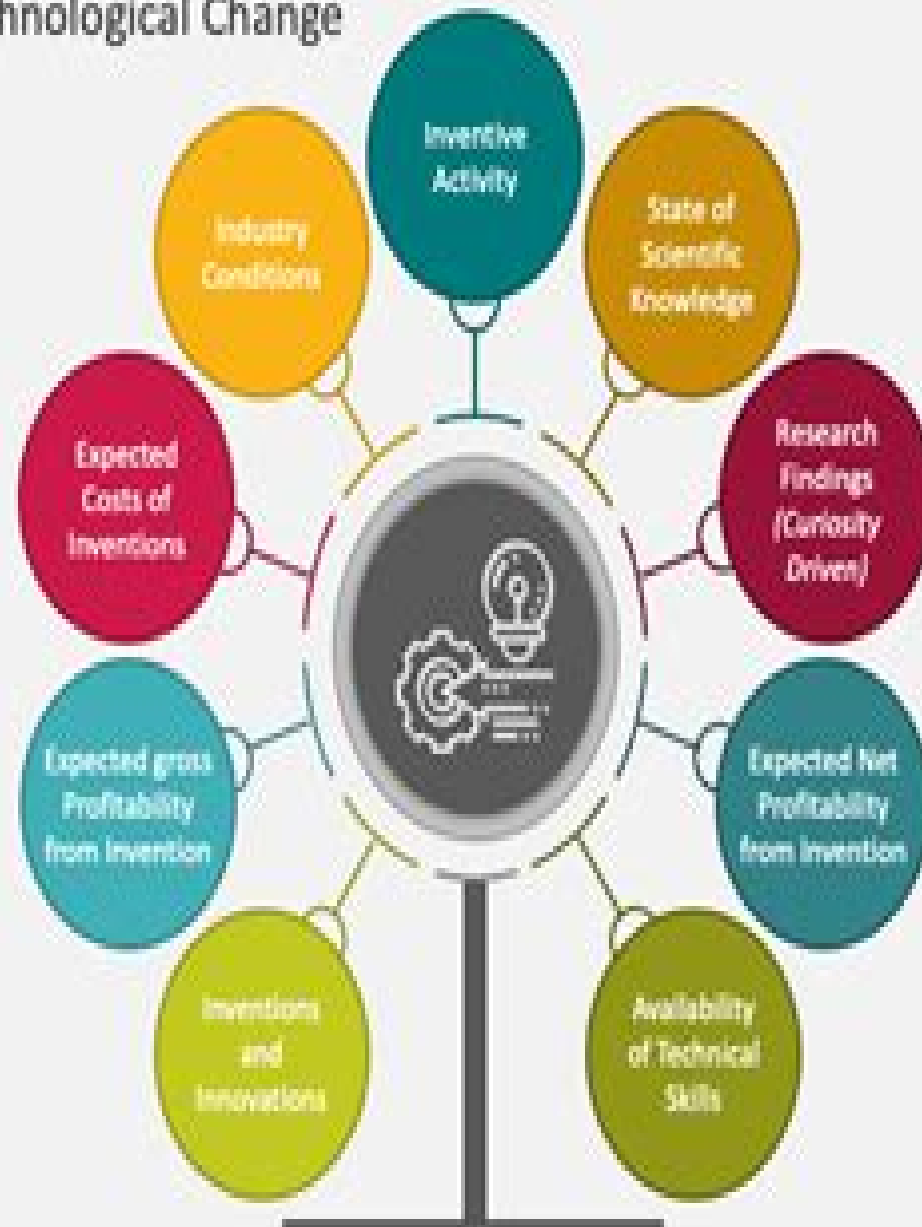 hnological Change
Inventive
Activity
State of
Scientific
Knowledge
Research
Findings
(Curiosity
Driven)
Expected Net
Profitability
from Invention
Availability
of Technical
Skills
Inventions
and
Innovations
Expected gross
Profitability
from Invention
Expected
Costs of
Inventions
Industry
Conditions